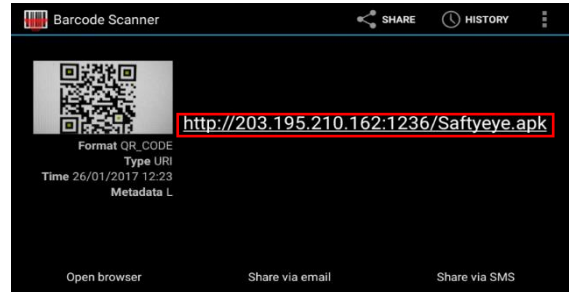 Barcode Scanner
SHARE
HISTORY
http://203.195.210.162:1236/Saftyeye.apk
Format QR_CODE
Type URI
Time 26/01/2017 12:23
Metadata L
Open browser
Share via email
Share via SMS